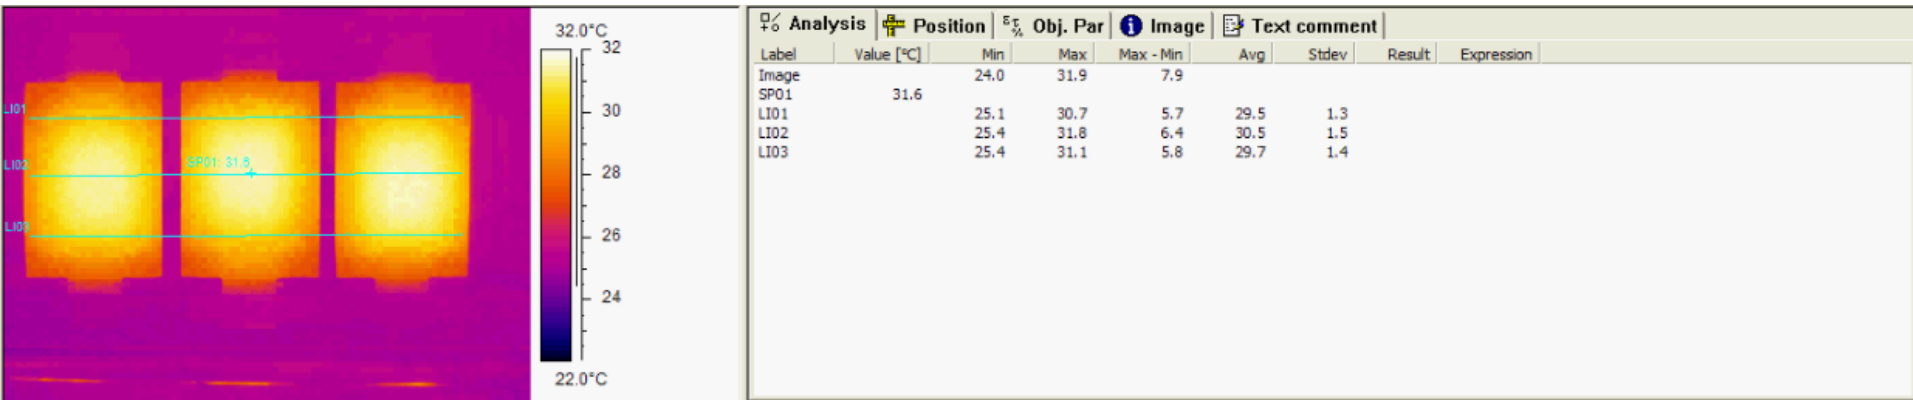 LI01
LI02
SP01: 31.6
LI03
32.0°C
32
30
28
26
24
22.0°C
Analysis Position Obj. Par Image Text comment
Label Value [°C] Min Max Max - Min Avg Stdev Result Expression
Image 24.0 31.9 7.9
SP01 31.6
LI01 25.1 30.7 5.7 29.5 1.3
LI02 25.4 31.8 6.4 30.5 1.5
LI03 25.4 31.1 5.8 29.7 1.4